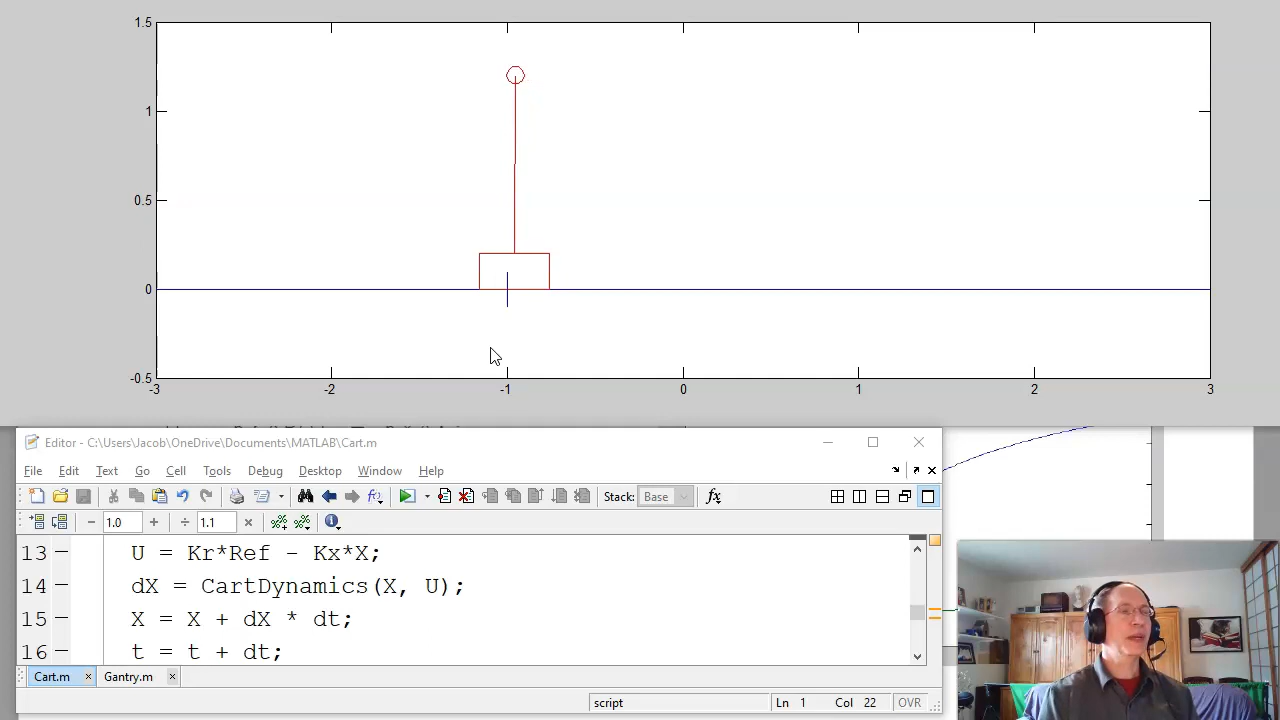 1.5
1
0.5
0
-0.5
-3 -2 -1 0 1 2 3
Editor - C:\Users\Jacob\OneDrive\Documents\MATLAB\Cart.m
File Edit Text Go Cell Tools Debug Desktop Window Help
Stack: Base fx
1.0 1.1
13 U = Kr*Ref - Kx*X;
14 dX = CartDynamics(X, U);
15 X = X + dX * dt;
16 t = t + dt;
Cart.m Gantry.m
script Ln 1 Col 22 OVR